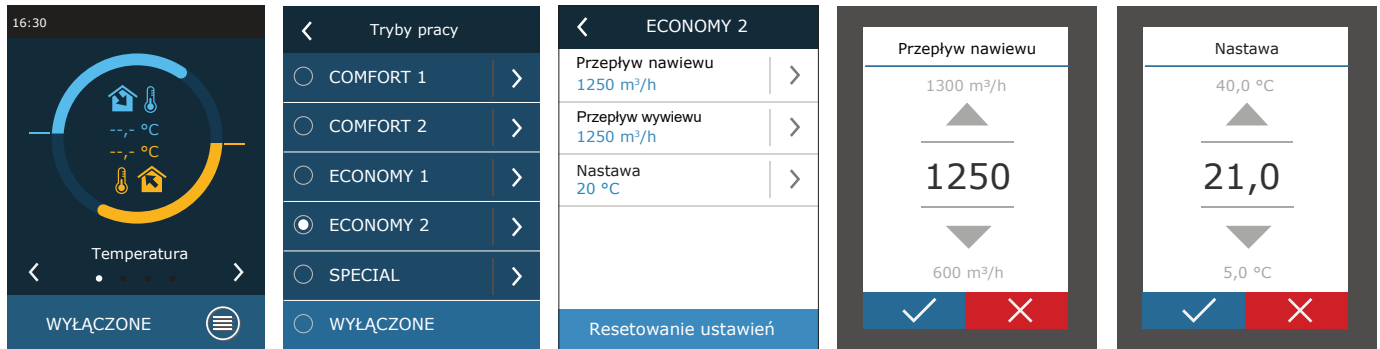 16:30
--,- °C
--,- °C
Temperatura
WYŁĄCZONE
Tryby pracy
COMFORT 1
COMFORT 2
ECONOMY 1
ECONOMY 2
SPECIAL
WYŁĄCZONE
ECONOMY 2
Przepływ nawiewu
1250 m³/h
Przepływ wywiewu
1250 m³/h
Nastawa
20 °C
Resetowanie ustawień
Przepływ nawiewu
1300 m³/h
1250
600 m³/h
Nastawa
40,0 °C
21,0
5,0 °C